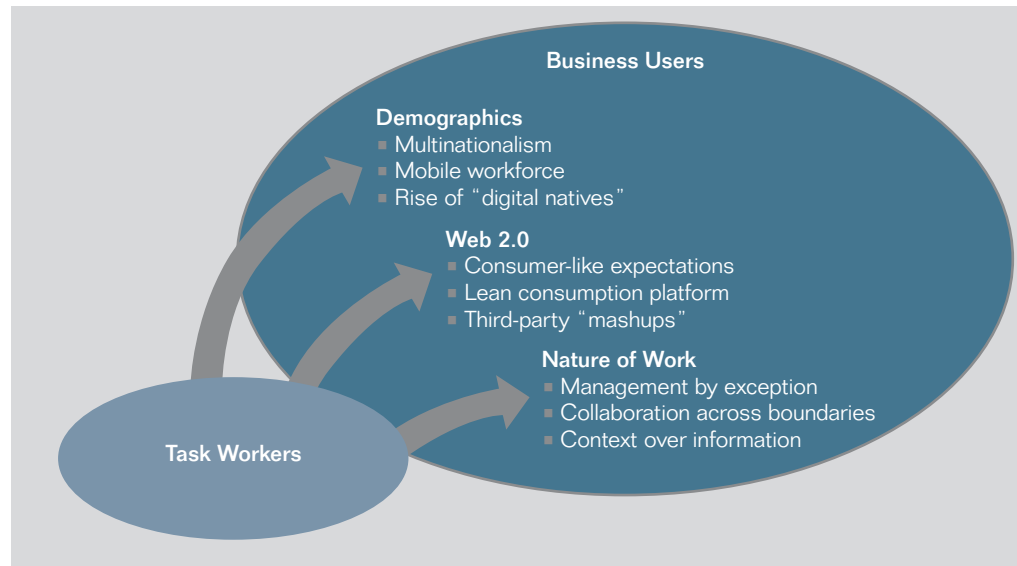 Business Users
Demographics
▪ Multinationalism
▪ Mobile workforce
▪ Rise of “digital natives”
Web 2.0
▪ Consumer-like expectations
▪ Lean consumption platform
▪ Third-party “mashups”
Nature of Work
▪ Management by exception
▪ Collaboration across boundaries
▪ Context over information
Task Workers